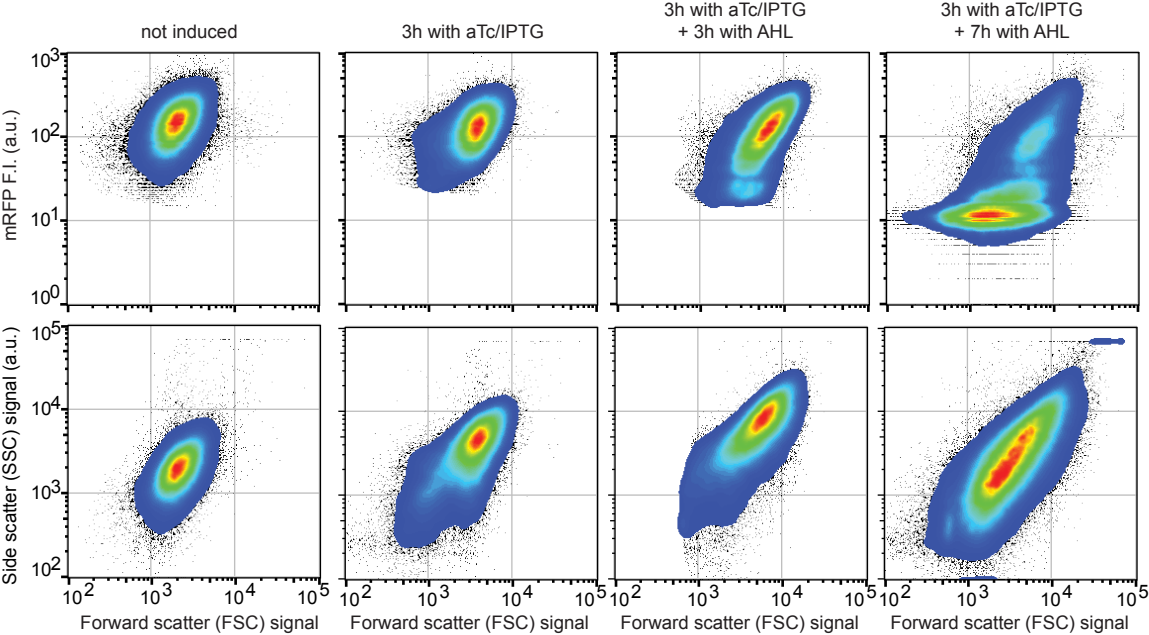 3h with aTc/IPTG 3h with aTc/IPTG
not induced 3h with aTc/IPTG + 3h with AHL + 7h with AHL
10³
10²
10¹
10⁰
mRFP F.I. (a.u.)
10⁵
10⁴
10³
10²
Side scatter (SSC) signal (a.u.)
10² 10³ 10⁴ 10⁵ 10² 10³ 10⁴ 10⁵ 10² 10³ 10⁴ 10⁵ 10² 10³ 10⁴ 10⁵
Forward scatter (FSC) signal Forward scatter (FSC) signal Forward scatter (FSC) signal Forward scatter (FSC) signal